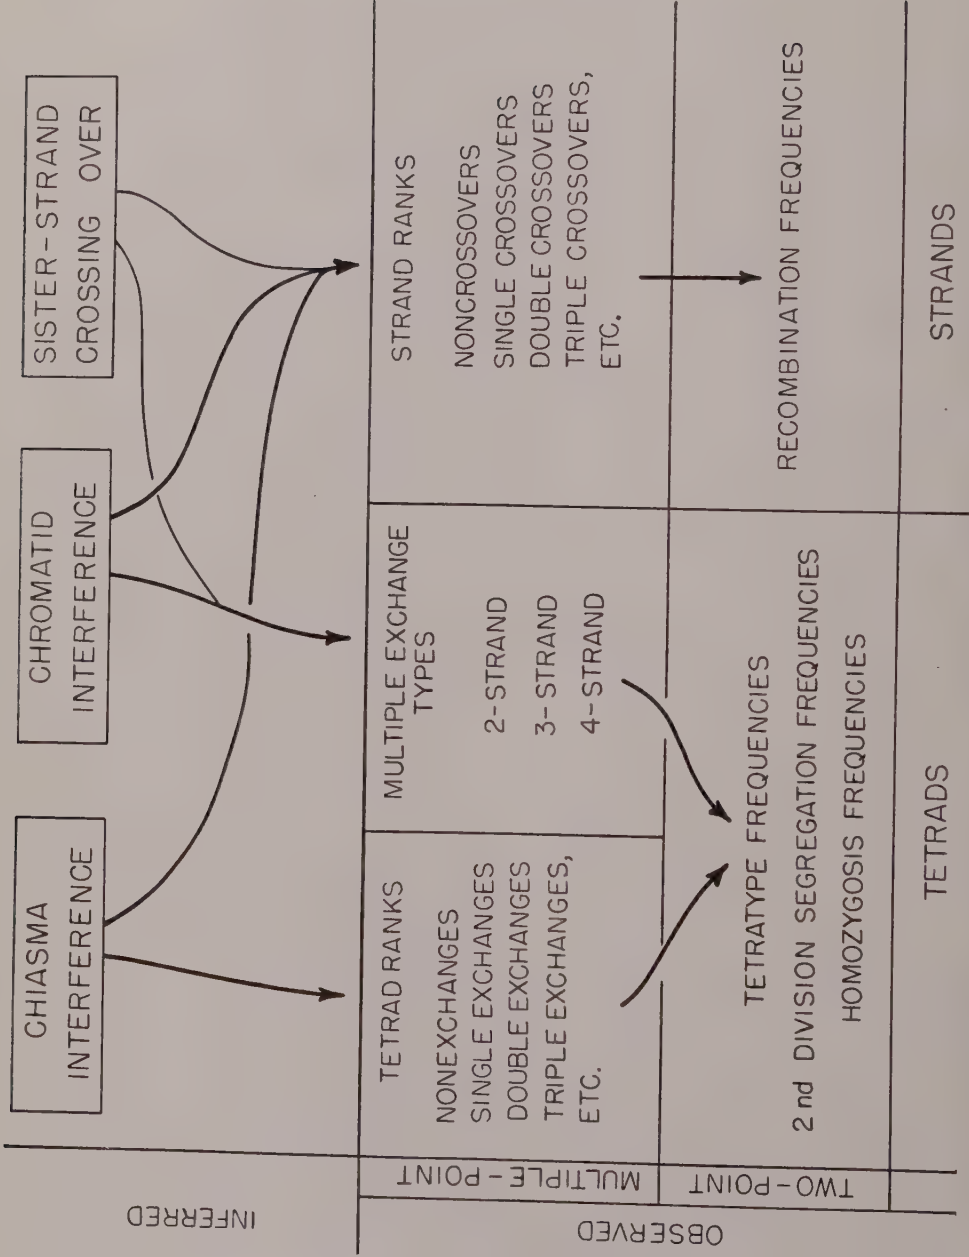 CHIASMA
INTERFERENCE
CHROMATID
INTERFERENCE
SISTER-STRAND
CROSSING OVER
INFERRED
OBSERVED
MULTIPLE-POINT
TETRAD RANKS
NONEXCHANGES
SINGLE EXCHANGES
DOUBLE EXCHANGES
TRIPLE EXCHANGES,
ETC.
MULTIPLE EXCHANGE
TYPES
2-STRAND
3-STRAND
4-STRAND
STRAND RANKS
NONCROSSOVERS
SINGLE CROSSOVERS
DOUBLE CROSSOVERS
TRIPLE CROSSOVERS,
ETC.
TWO-POINT
TETRATYPE FREQUENCIES
2nd DIVISION SEGREGATION FREQUENCIES
HOMOZYGOSIS FREQUENCIES
RECOMBINATION FREQUENCIES
TETRADS
STRANDS